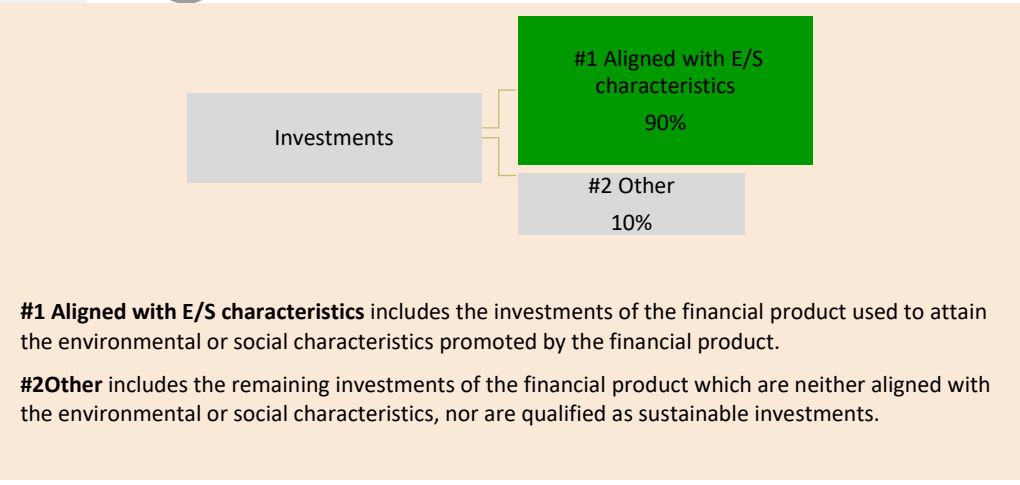 #1 Aligned with E/S
characteristics
90%
Investments
#2 Other
10%
#1 Aligned with E/S characteristics includes the investments of the financial product used to attain
the environmental or social characteristics promoted by the financial product.
#2Other includes the remaining investments of the financial product which are neither aligned with
the environmental or social characteristics, nor are qualified as sustainable investments.